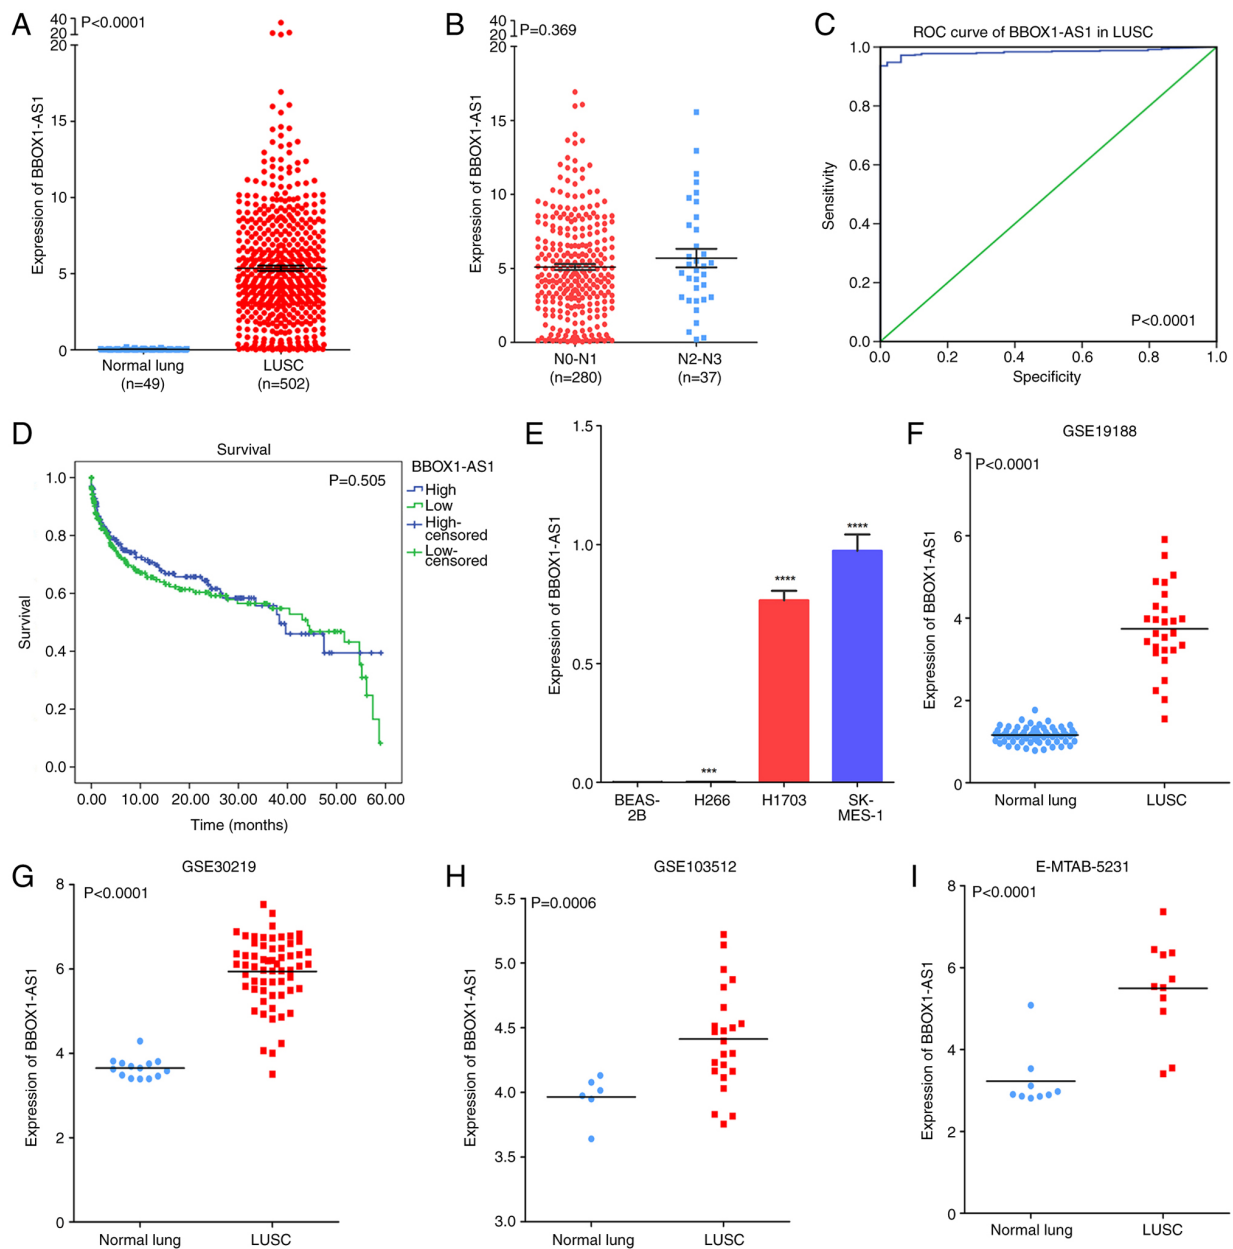 A
P<0.0001
40
20
20
15
10
5
0
Expression of BBOX1-AS1
Normal lung
(n=49)
LUSC
(n=502)
B
P=0.369
40
20
20
15
10
5
0
Expression of BBOX1-AS1
N0-N1
(n=280)
N2-N3
(n=37)
C
ROC curve of BBOX1-AS1 in LUSC
1.0
0.8
0.6
0.4
0.2
0.0
Sensitivity
P<0.0001
0.0 0.2 0.4 0.6 0.8 1.0
Specificity
D
Survival
P=0.505
BBOX1-AS1
High
Low
High-
censored
Low-
censored
1.0
0.8
0.6
0.4
0.2
0.0
Survival
0.00 10.00 20.00 30.00 40.00 50.00 60.00
Time (months)
E
1.5
1.0
0.5
0.0
Expression of BBOX1-AS1
***
****
****
BEAS-
2B
H266
H1703
SK-
MES-1
F
GSE19188
P<0.0001
8
6
4
2
0
Expression of BBOX1-AS1
Normal lung
LUSC
G
GSE30219
P<0.0001
8
6
4
2
0
Expression of BBOX1-AS1
Normal lung
LUSC
H
GSE103512
P=0.0006
5.5
5.0
4.5
4.0
3.5
3.0
Expression of BBOX1-AS1
Normal lung
LUSC
I
E-MTAB-5231
P<0.0001
8
6
4
2
0
Expression of BBOX1-AS1
Normal lung
LUSC